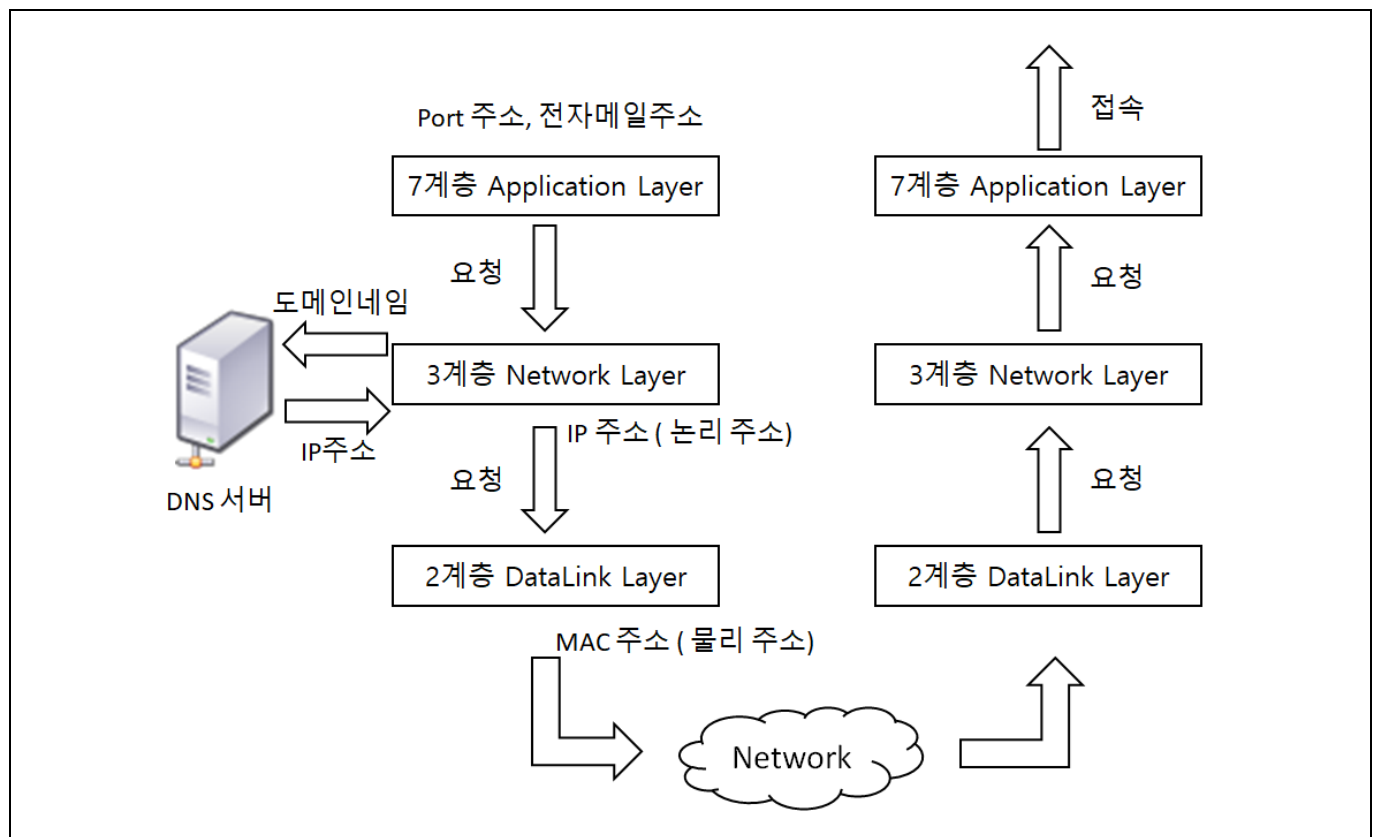 Port 주소, 전자메일주소
7계층 Application Layer
요청
도메인네임
3계층 Network Layer
IP주소
IP 주소 ( 논리 주소)
DNS 서버
요청
2계층 DataLink Layer
MAC 주소 ( 물리 주소)
Network
접속
7계층 Application Layer
요청
3계층 Network Layer
요청
2계층 DataLink Layer